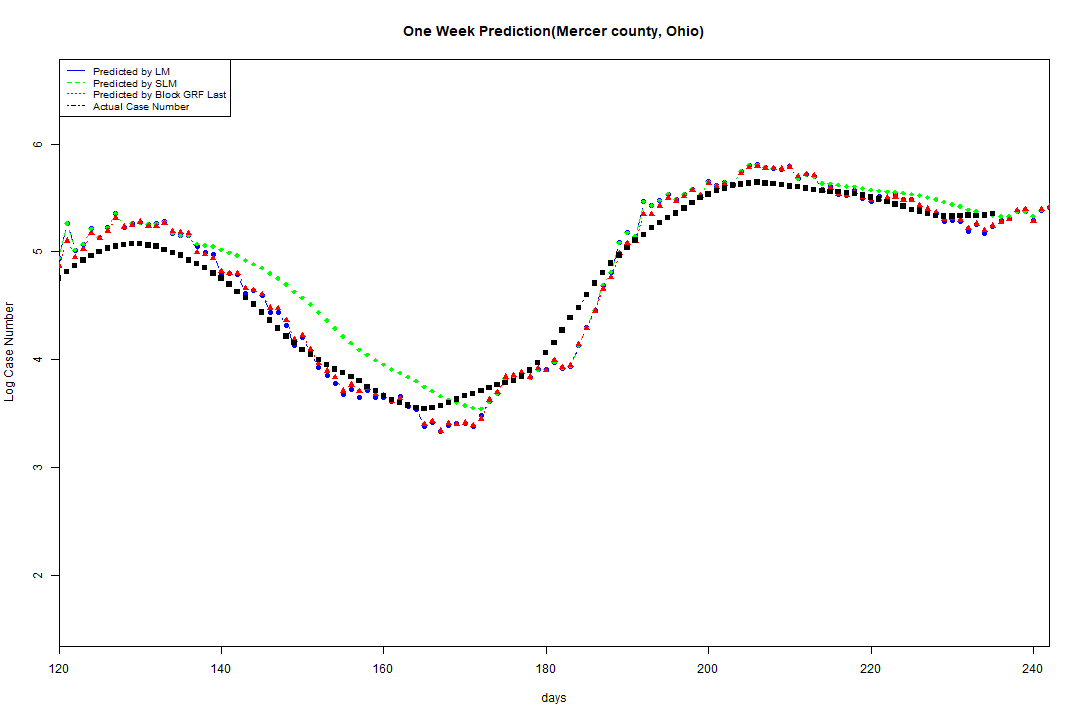 One Week Prediction(Mercer county, Ohio)
Predicted by LM
Predicted by SLM
Predicted by Block GRF Last
Actual Case Number
6
5
4
3
2
Log Case Number
120 140 160 180 200 220 240
days